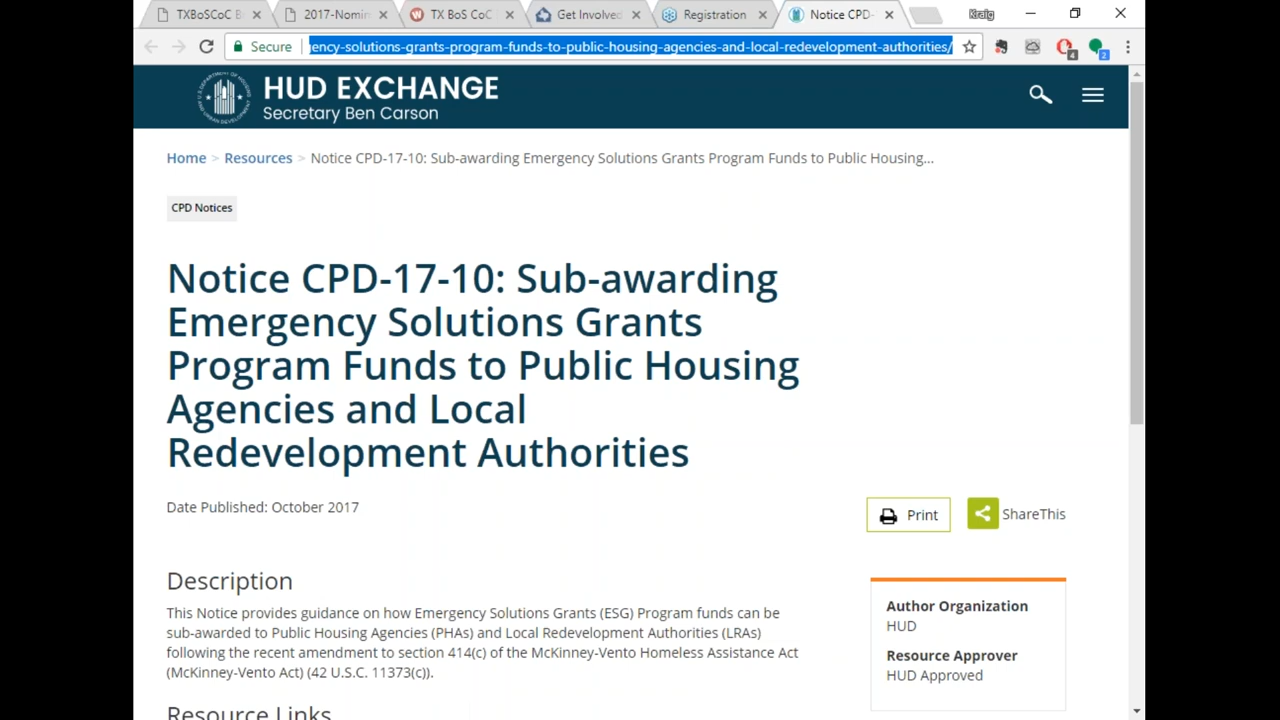 TXBoSCoC B
2017-Nomin
TX BoS CoC
Get Involved
Registration
Notice CPD-
Kraig
Secure
ency-solutions-grants-program-funds-to-public-housing-agencies-and-local-redevelopment-authorities/
4
2
HUD EXCHANGE
Secretary Ben Carson
Home > Resources > Notice CPD-17-10: Sub-awarding Emergency Solutions Grants Program Funds to Public Housing...
CPD Notices
Notice CPD-17-10: Sub-awarding
Emergency Solutions Grants
Program Funds to Public Housing
Agencies and Local
Redevelopment Authorities
Date Published: October 2017
Print
ShareThis
Description
This Notice provides guidance on how Emergency Solutions Grants (ESG) Program funds can be
sub-awarded to Public Housing Agencies (PHAs) and Local Redevelopment Authorities (LRAs)
following the recent amendment to section 414(c) of the McKinney-Vento Homeless Assistance Act
(McKinney-Vento Act) (42 U.S.C. 11373(c)).
Author Organization
HUD
Resource Approver
HUD Approved
Resource Links